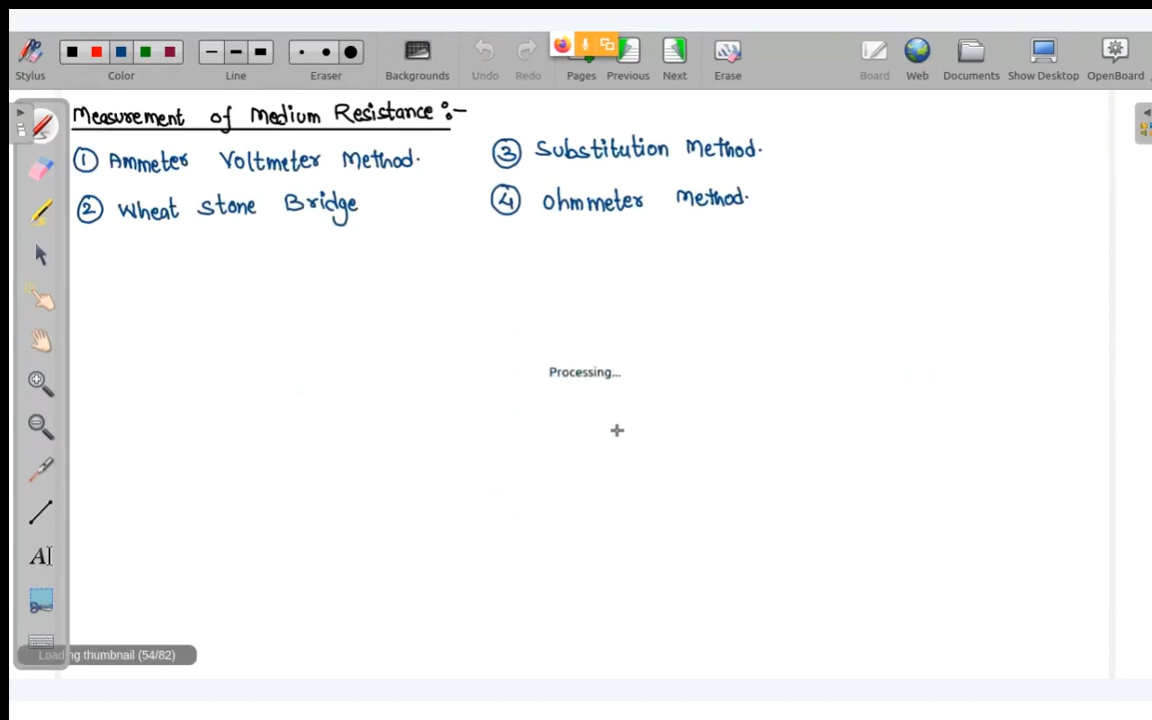 Stylus
Color
Line
Eraser
Backgrounds
Undo
Redo
Pages
Previous
Next
Erase
Board
Web
Documents
Show Desktop
OpenBoard
Measurement of Medium Resistance :-
① Ammeter Voltmeter Method.
② Wheat stone Bridge
③ Substitution Method.
④ Ohmmeter Method.
Processing...
AI
Loading thumbnail (54/82)